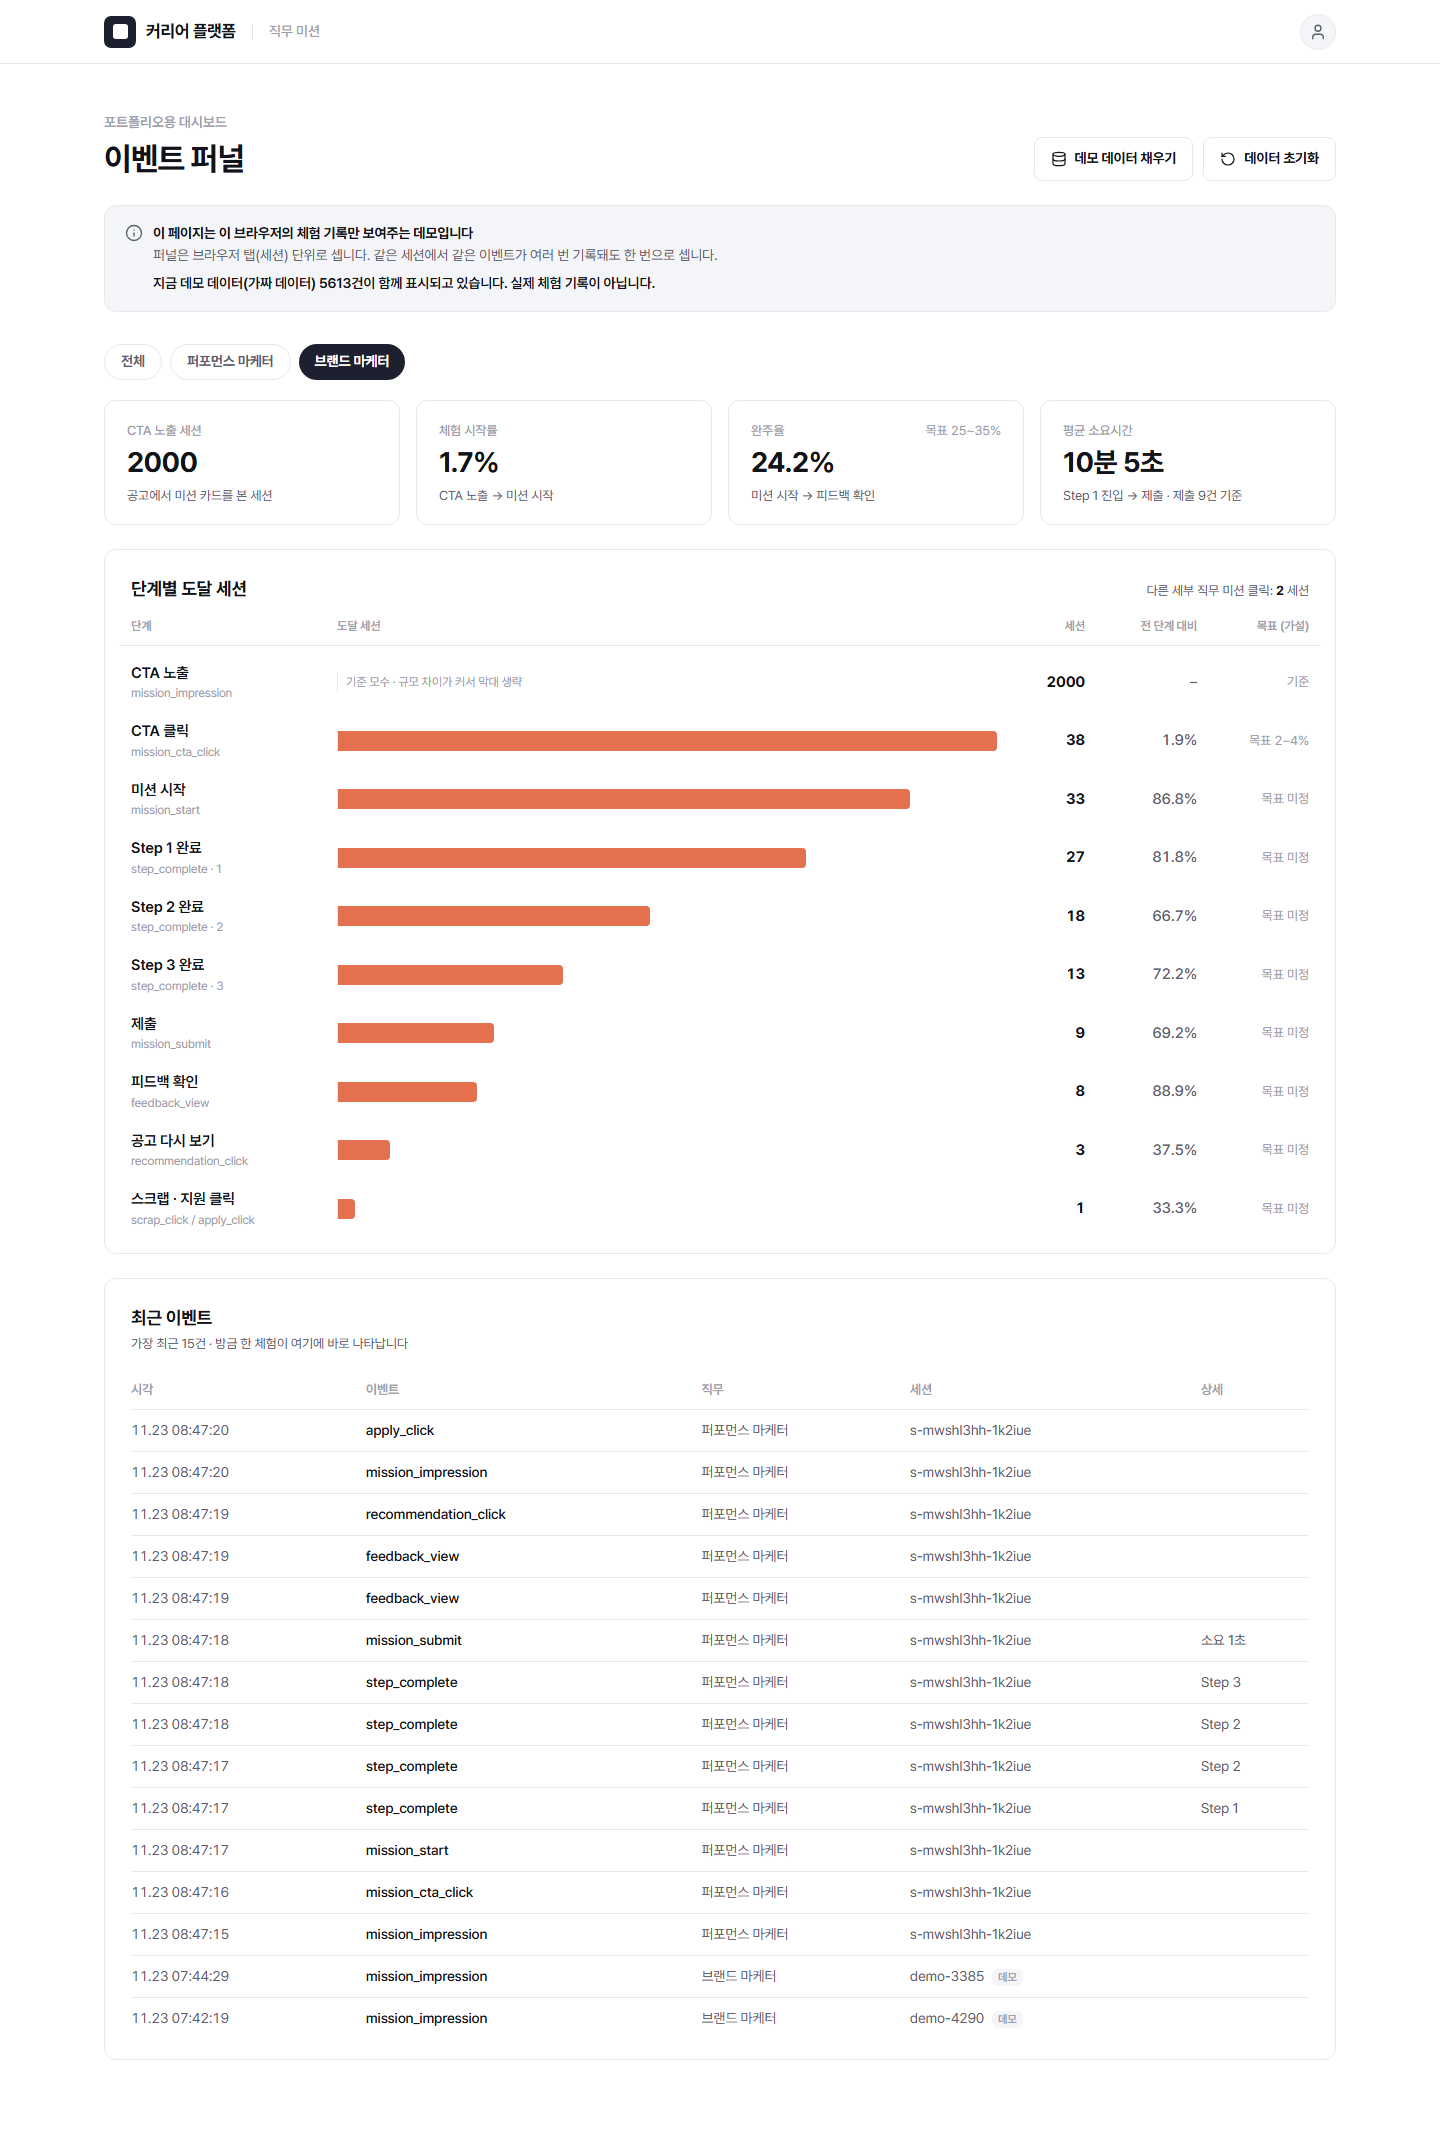 커리어 플랫폼 직무 미션
포트폴리오용 대시보드
이벤트 퍼널
데모 데이터 채우기 데이터 초기화
이 페이지는 이 브라우저의 체험 기록만 보여주는 데모입니다
퍼널은 브라우저 탭(세션) 단위로 셉니다. 같은 세션에서 같은 이벤트가 여러 번 기록돼도 한 번으로 셉니다.
지금 데모 데이터(가짜 데이터) 5613건이 함께 표시되고 있습니다. 실제 체험 기록이 아닙니다.
전체 퍼포먼스 마케터 브랜드 마케터
CTA 노출 세션
2000
공고에서 미션 카드를 본 세션
체험 시작률
1.7%
CTA 노출 → 미션 시작
완주율 목표 25~35%
24.2%
미션 시작 → 피드백 확인
평균 소요시간
10분 5초
Step 1 진입 → 제출 · 제출 9건 기준
단계별 도달 세션 다른 세부 직무 미션 클릭: 2 세션
단계 도달 세션 세션 전 단계 대비 목표 (가설)
CTA 노출
mission_impression
기준 모수 · 규모 차이가 커서 막대 생략 2000 – 기준
CTA 클릭
mission_cta_click
38 1.9% 목표 2~4%
미션 시작
mission_start
33 86.8% 목표 미정
Step 1 완료
step_complete · 1
27 81.8% 목표 미정
Step 2 완료
step_complete · 2
18 66.7% 목표 미정
Step 3 완료
step_complete · 3
13 72.2% 목표 미정
제출
mission_submit
9 69.2% 목표 미정
피드백 확인
feedback_view
8 88.9% 목표 미정
공고 다시 보기
recommendation_click
3 37.5% 목표 미정
스크랩 · 지원 클릭
scrap_click / apply_click
1 33.3% 목표 미정
최근 이벤트
가장 최근 15건 · 방금 한 체험이 여기에 바로 나타납니다
시각 이벤트 직무 세션 상세
11.23 08:47:20 apply_click 퍼포먼스 마케터 s-mwshl3hh-1k2iue
11.23 08:47:20 mission_impression 퍼포먼스 마케터 s-mwshl3hh-1k2iue
11.23 08:47:19 recommendation_click 퍼포먼스 마케터 s-mwshl3hh-1k2iue
11.23 08:47:19 feedback_view 퍼포먼스 마케터 s-mwshl3hh-1k2iue
11.23 08:47:19 feedback_view 퍼포먼스 마케터 s-mwshl3hh-1k2iue
11.23 08:47:18 mission_submit 퍼포먼스 마케터 s-mwshl3hh-1k2iue 소요 1초
11.23 08:47:18 step_complete 퍼포먼스 마케터 s-mwshl3hh-1k2iue Step 3
11.23 08:47:18 step_complete 퍼포먼스 마케터 s-mwshl3hh-1k2iue Step 2
11.23 08:47:17 step_complete 퍼포먼스 마케터 s-mwshl3hh-1k2iue Step 2
11.23 08:47:17 step_complete 퍼포먼스 마케터 s-mwshl3hh-1k2iue Step 1
11.23 08:47:17 mission_start 퍼포먼스 마케터 s-mwshl3hh-1k2iue
11.23 08:47:16 mission_cta_click 퍼포먼스 마케터 s-mwshl3hh-1k2iue
11.23 08:47:15 mission_impression 퍼포먼스 마케터 s-mwshl3hh-1k2iue
11.23 07:44:29 mission_impression 브랜드 마케터 demo-3385 데모
11.23 07:42:19 mission_impression 브랜드 마케터 demo-4290 데모